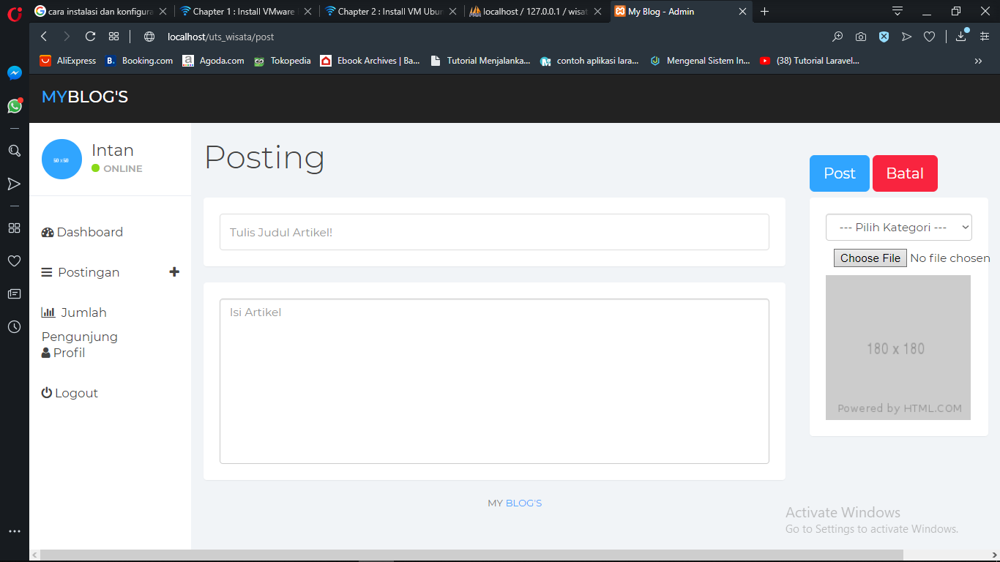 cara instalasi dan konfigura
Chapter 1 : Install VMware
Chapter 2 : Install VM Ubun
localhost / 127.0.0.1 / wisat
My Blog - Admin
localhost/uts_wisata/post
AliExpress
B. Booking.com
a Agoda.com
Tokopedia
Ebook Archives | Ba...
Tutorial Menjalanka...
contoh aplikasi lara...
Mengenal Sistem In...
(38) Tutorial Laravel...
MYBLOG'S
50 x 50
Intan
ONLINE
Dashboard
Postingan
Jumlah
Pengunjung
Profil
Logout
Posting
Post Batal
Tulis Judul Artikel!
Isi Artikel
--- Pilih Kategori ---
Choose File No file chosen
180 x 180
Powered by HTML.COM
MY BLOG'S
Activate Windows
Go to Settings to activate Windows.